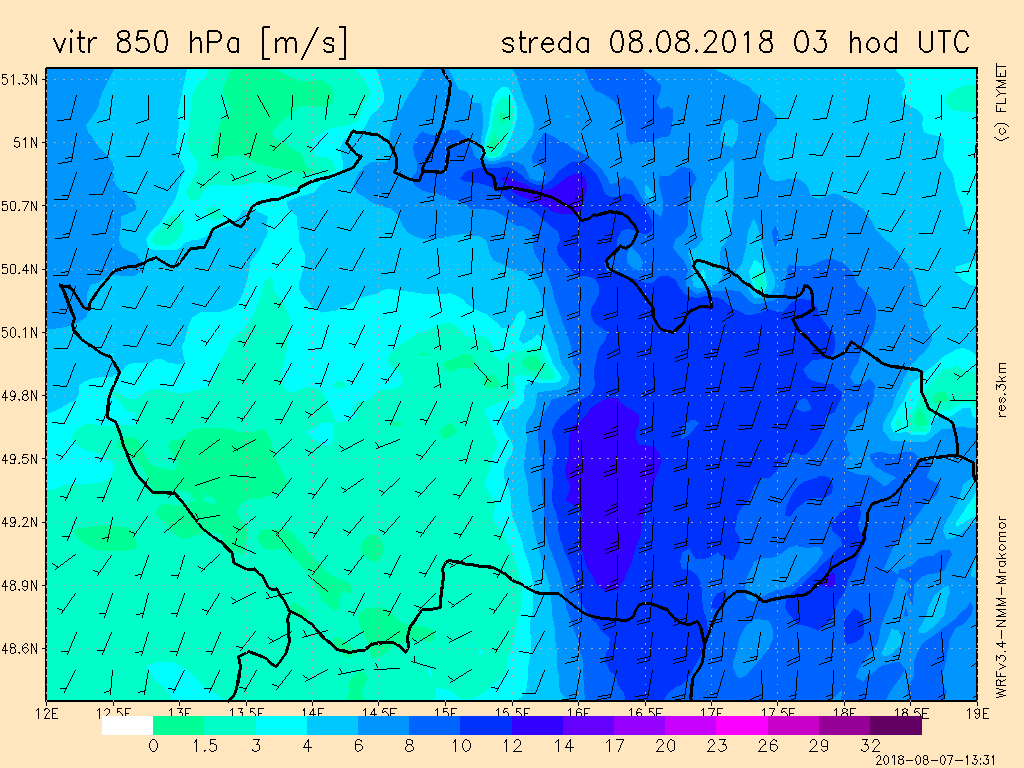 vitr 850 hPa [m/s]
streda 08.08.2018 03 hod UTC
(c) FLYMET
51.3N
51N
50.7N
50.4N
50.1N
49.8N
49.5N
49.2N
48.9N
48.6N
res.3km
WRFv3.4-NMM-Mrakomor
12E 12.5E 13E 13.5E 14E 14.5E 15E 15.5E 16E 16.5E 17E 17.5E 18E 18.5E 19E
0 1.5 3 4 6 8 10 12 14 17 20 23 26 29 32
2018-08-07-13:31